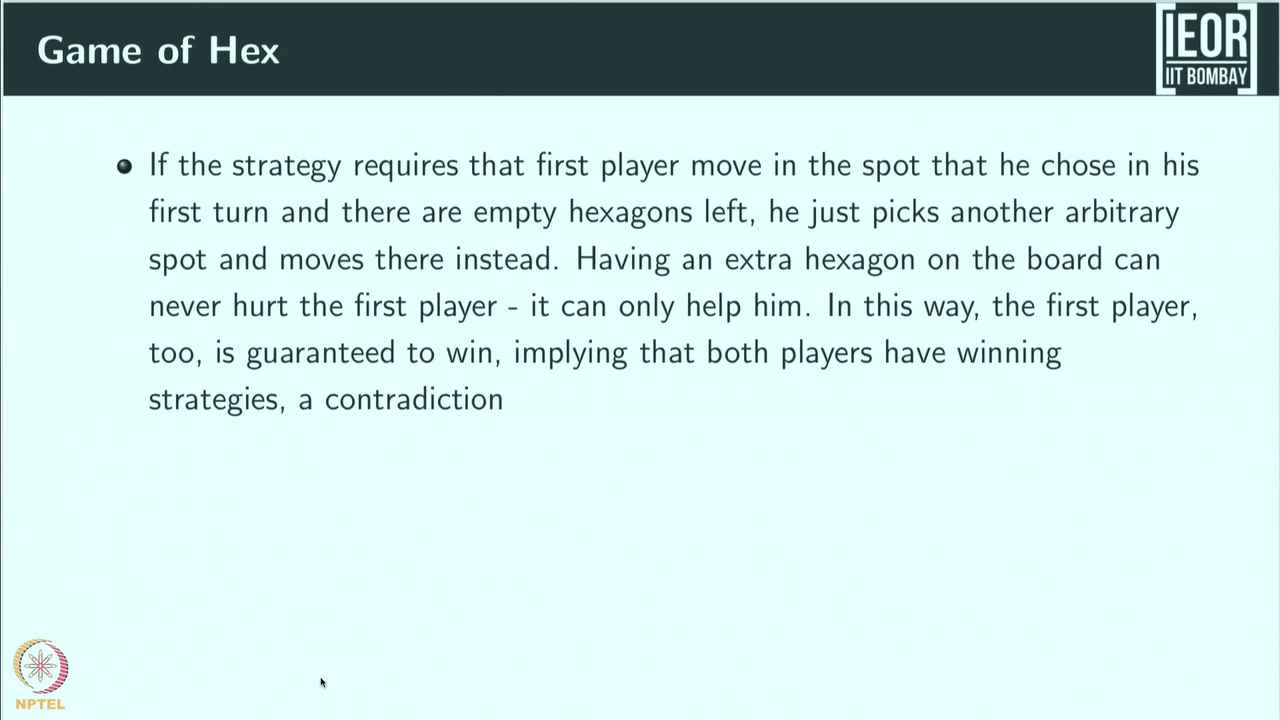 Game of Hex
IEOR
IIT BOMBAY
If the strategy requires that first player move in the spot that he chose in his
first turn and there are empty hexagons left, he just picks another arbitrary
spot and moves there instead. Having an extra hexagon on the board can
never hurt the first player - it can only help him. In this way, the first player,
too, is guaranteed to win, implying that both players have winning
strategies, a contradiction
NPTEL